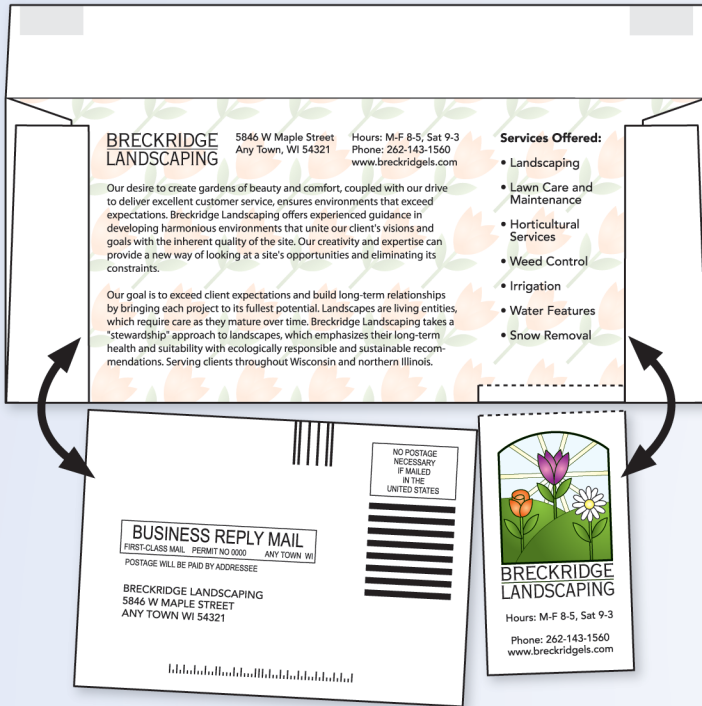 BRECKRIDGE
LANDSCAPING
5846 W Maple Street
Any Town, WI 54321
Hours: M-F 8-5, Sat 9-3
Phone: 262-143-1560
www.breckridgels.com
Our desire to create gardens of beauty and comfort, coupled with our drive
to deliver excellent customer service, ensures environments that exceed
expectations. Breckridge Landscaping offers experienced guidance in
developing harmonious environments that unite our client's visions and
goals with the inherent quality of the site. Our creativity and expertise can
provide a new way of looking at a site's opportunities and eliminating its
constraints.
Our goal is to exceed client expectations and build long-term relationships
by bringing each project to its fullest potential. Landscapes are living entities,
which require care as they mature over time. Breckridge Landscaping takes a
"stewardship" approach to landscapes, which emphasizes their long-term
health and suitability with ecologically responsible and sustainable recom-
mendations. Serving clients throughout Wisconsin and northern Illinois.
Services Offered:
• Landscaping
• Lawn Care and
Maintenance
• Horticultural
Services
• Weed Control
• Irrigation
• Water Features
• Snow Removal
NO POSTAGE
NECESSARY
IF MAILED
IN THE
UNITED STATES
BUSINESS REPLY MAIL
FIRST-CLASS MAIL PERMIT NO 0000 ANY TOWN WI
POSTAGE WILL BE PAID BY ADDRESSEE
BRECKRIDGE LANDSCAPING
5846 W MAPLE STREET
ANY TOWN WI 54321
BRECKRIDGE
LANDSCAPING
Hours: M-F 8-5, Sat 9-3
Phone: 262-143-1560
www.breckridgels.com